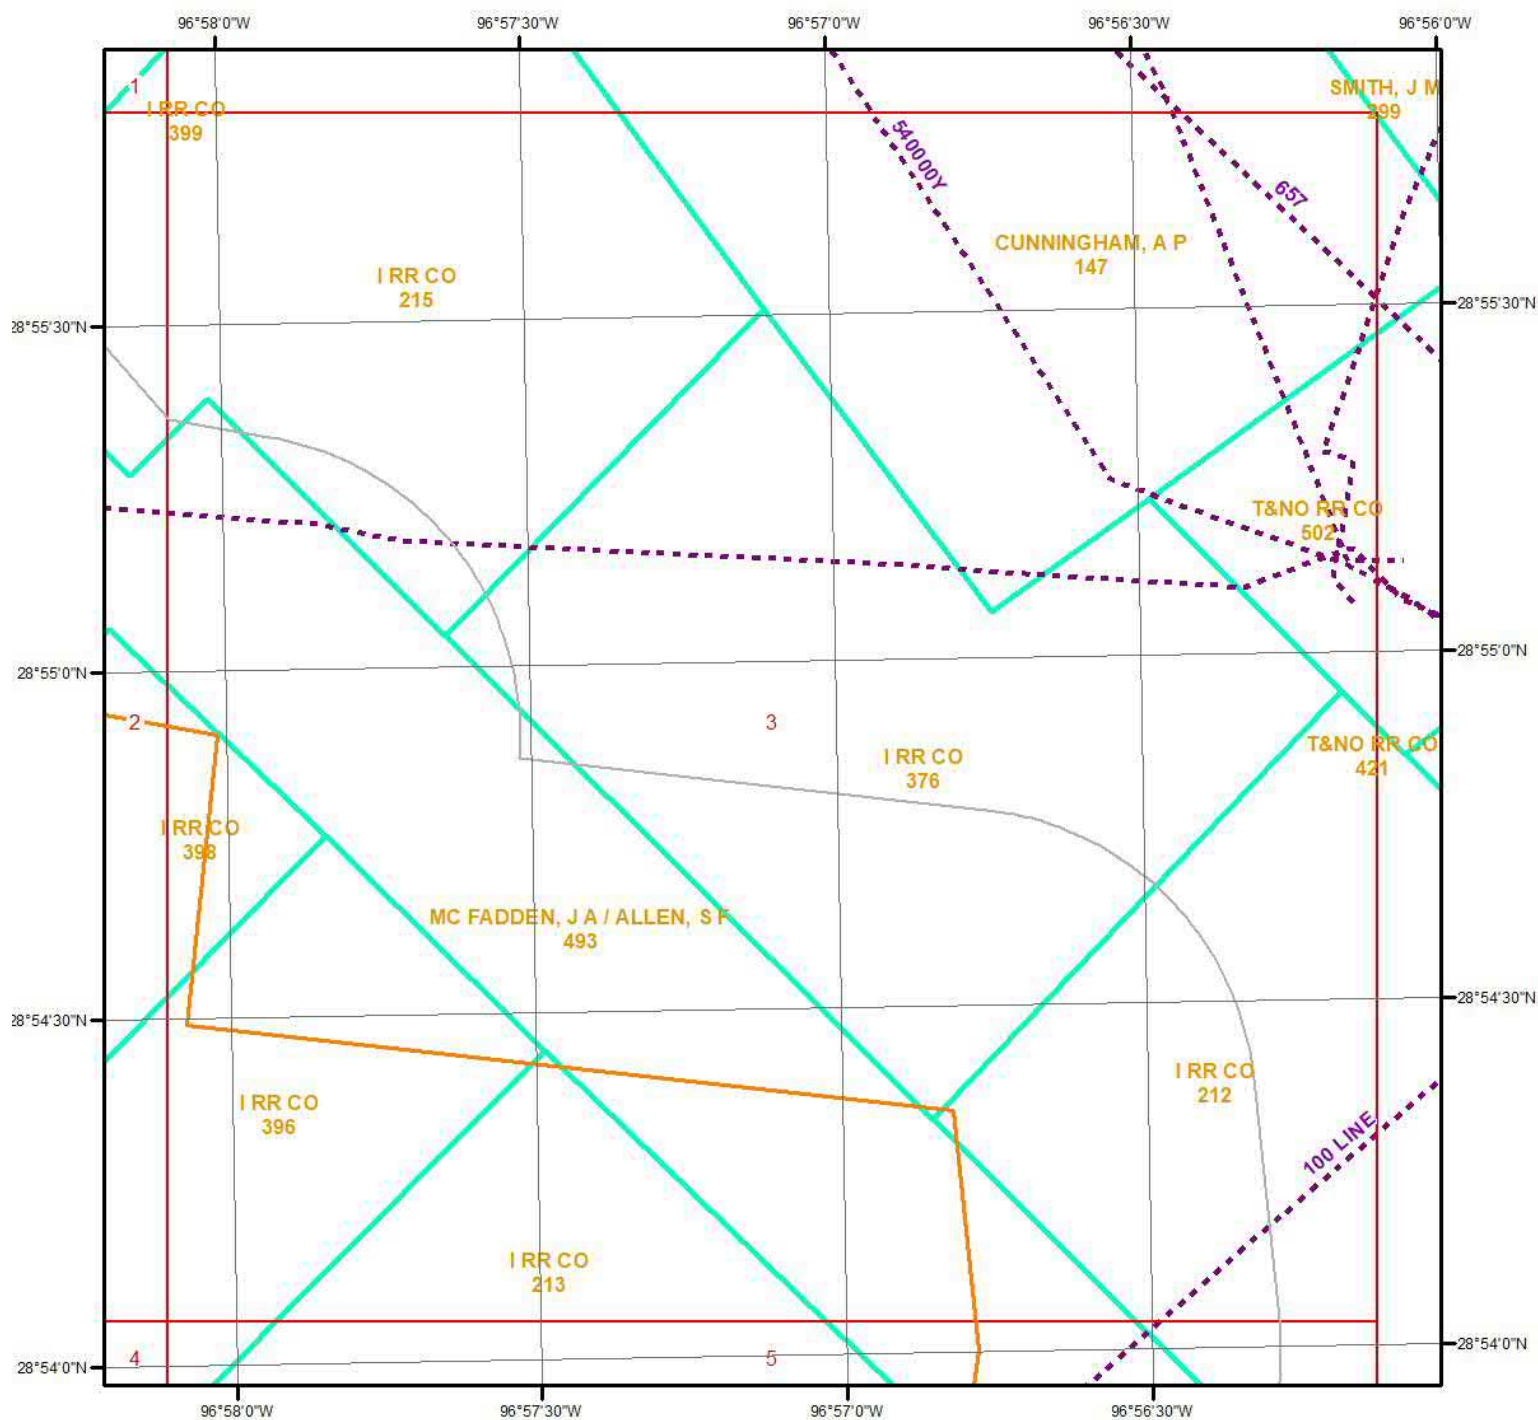 96°58'0"W
96°57'30"W
96°57'0"W
96°56'30"W
96°56'0"W
1
I RR CO
399
SMITH, J M
299
54
0000Y
657
CUNNINGHAM, A P
147
I RR CO
215
28°55'30"N
28°55'30"N
T&NO RR CO
502
28°55'0"N
28°55'0"N
2
3
I RR CO
376
T&NO RR CO
421
I RR CO
398
MC FADDEN, J A / ALLEN, S F
493
28°54'30"N
28°54'30"N
I RR CO
212
I RR CO
396
100 LINE
I RR CO
213
28°54'0"N
28°54'0"N
4
5
96°58'0"W
96°57'30"W
96°57'0"W
96°56'30"W